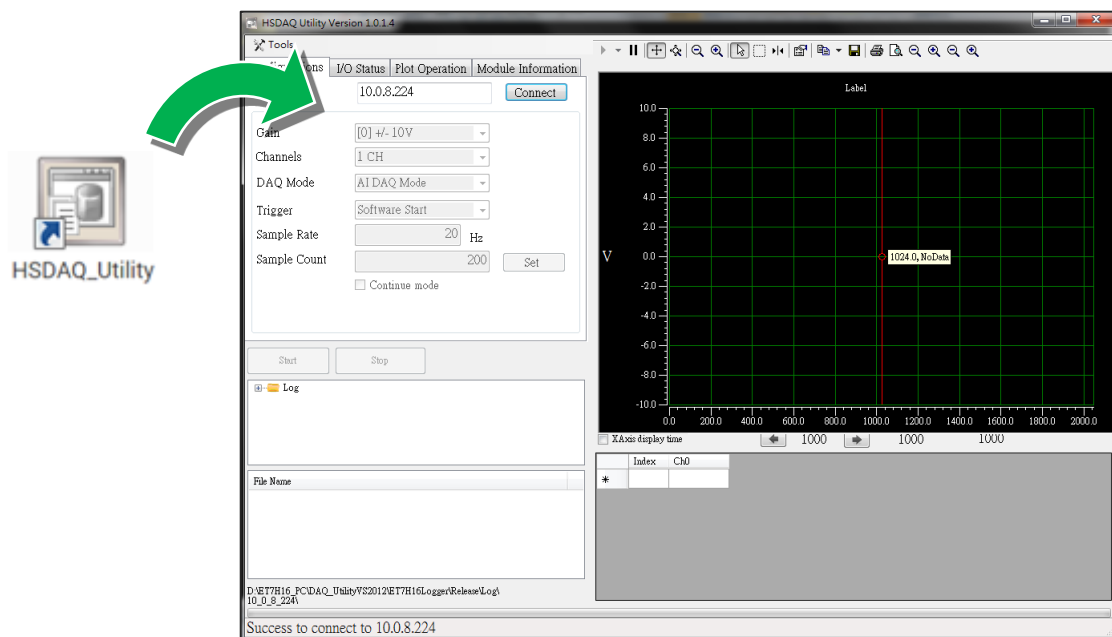 HSDAQ_Utility
HSDAQ Utility Version 1.0.1.4
Tools
I/O Status
Plot Operation
Module Information
10.0.8.224
Connect
Gain
[0] +/- 10V
Channels
1 CH
DAQ Mode
AI DAQ Mode
Trigger
Software Start
Sample Rate
20
Hz
Sample Count
200
Set
Continue mode
Start
Stop
Log
File Name
D:\ET7H16_PC\DAQ_UtilityVS2012\ET7H16Logger\Release\Log\
10_0_8_224\
Success to connect to 10.0.8.224
Label
10.0
8.0
6.0
4.0
2.0
V
0.0
1024.0, NoData
-2.0
-4.0
-6.0
-8.0
-10.0
0.0 200.0 400.0 600.0 800.0 1000.0 1200.0 1400.0 1600.0 1800.0 2000.0
XAxis display time
1000
1000
1000
Index Ch0